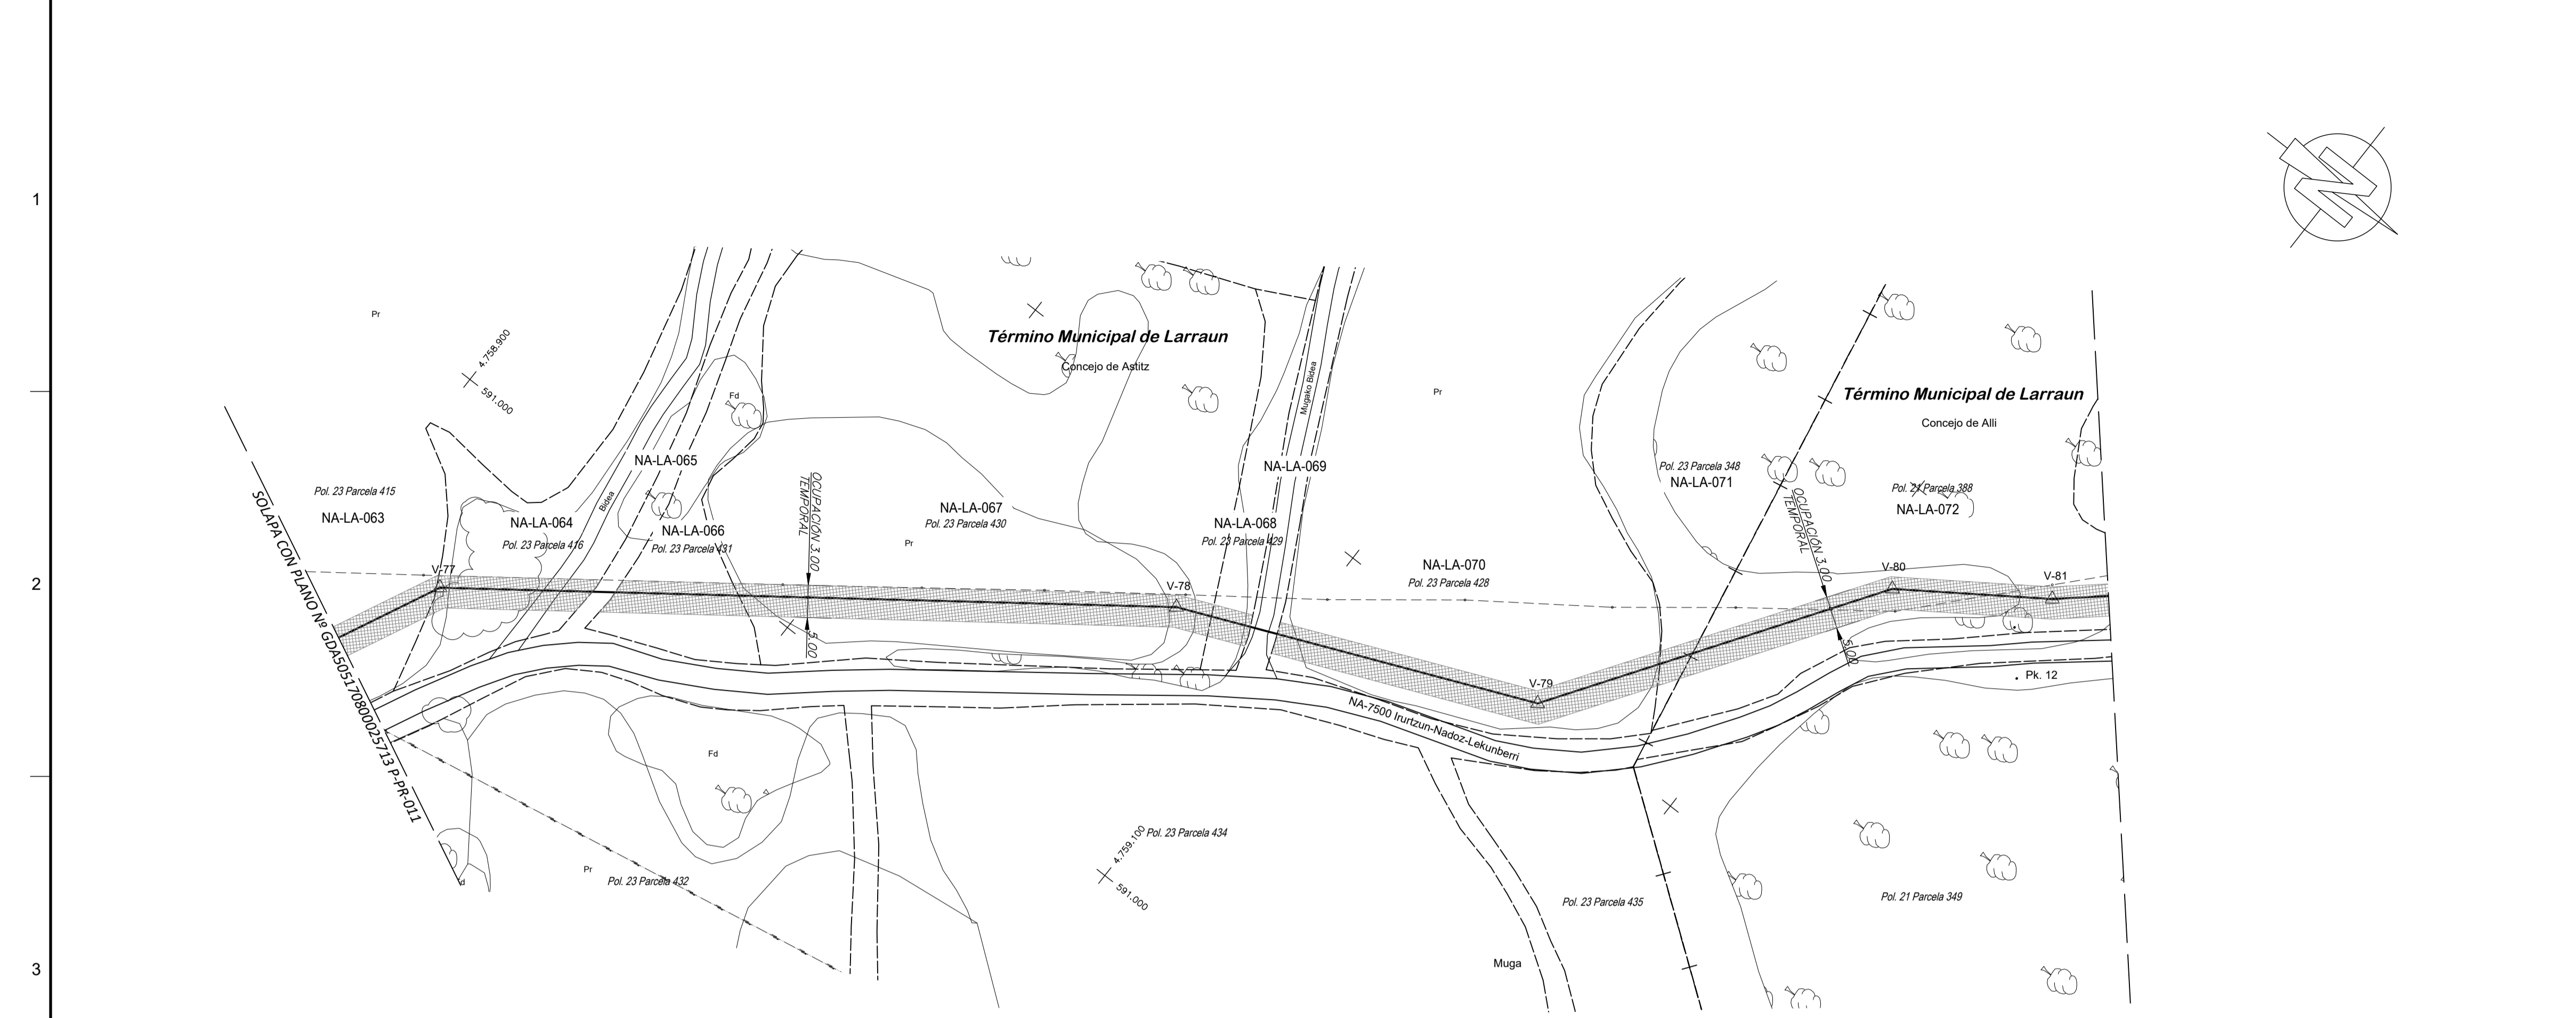 1
2
3
N
Pr
4.758.900
591.000
Término Municipal de Larraun
Concejo de Astitz
Mugako Bidea
Pr
Término Municipal de Larraun
Concejo de Alli
Fd
Bidea
NA-LA-065
NA-LA-069
Pol. 23 Parcela 415
NA-LA-063
NA-LA-064
Pol. 23 Parcela 416
NA-LA-066
Pol. 23 Parcela 431
OCUPACIÓN 3.00
TEMPORAL
5.00
NA-LA-067
Pol. 23 Parcela 430
Pr
NA-LA-068
Pol. 23 Parcela 429
NA-LA-070
Pol. 23 Parcela 428
Pol. 23 Parcela 348
NA-LA-071
OCUPACIÓN 3.00
TEMPORAL
5.00
Pol. 21 Parcela 388
NA-LA-072
V-77
V-78
V-79
V-80
V-81
SOLAPA CON PLANO Nº GDA505170800025713 P-PR-011
NA-7500 Irurtzun-Nadoz-Lekunberri
Pk. 12
Fd
Pr
Pol. 23 Parcela 432
4.759.100
591.000
Pol. 23 Parcela 434
Pol. 23 Parcela 435
Pol. 21 Parcela 349
Muga